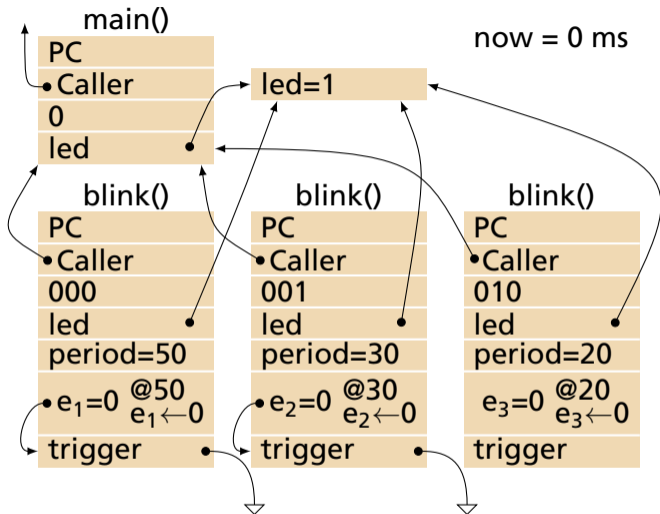 main()
PC
Caller
0
led
led=1
now = 0 ms
blink()
PC
Caller
000
led
period=50
e₁=0 @50
e₁←0
trigger
blink()
PC
Caller
001
led
period=30
e₂=0 @30
e₂←0
trigger
blink()
PC
Caller
010
led
period=20
e₃=0 @20
e₃←0
trigger